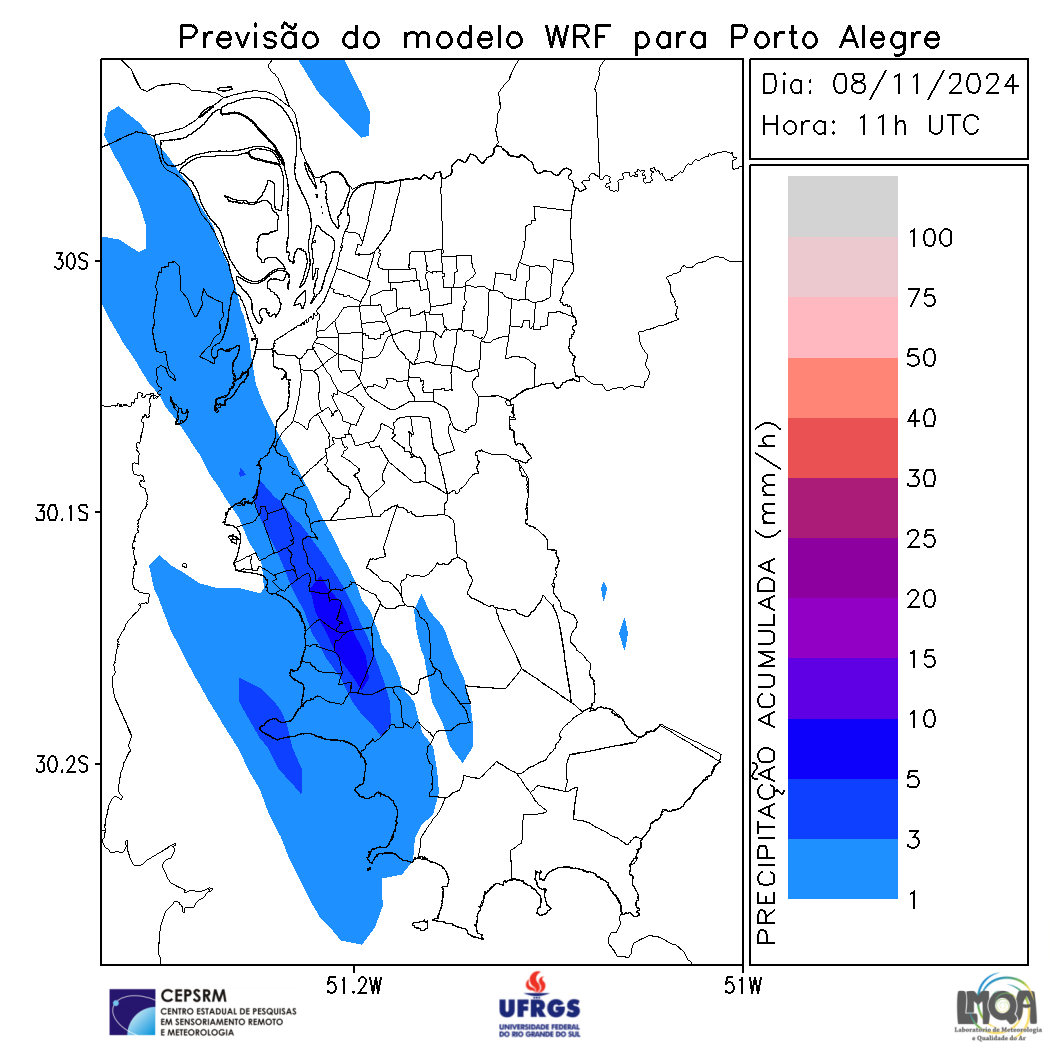 Previsão do modelo WRF para Porto Alegre
Dia: 08/11/2024
Hora: 11h UTC
30S
30.1S
30.2S
51.2W
51W
PRECIPITAÇÃO ACUMULADA (mm/h)
100
75
50
40
30
25
20
15
10
5
3
1
CEPSRM
CENTRO ESTADUAL DE PESQUISAS
EM SENSORIAMENTO REMOTO
E METEOROLOGIA
UFRGS
UNIVERSIDADE FEDERAL
DO RIO GRANDE DO SUL
LMQA
Laboratório de Meteorologia
e Qualidade do Ar